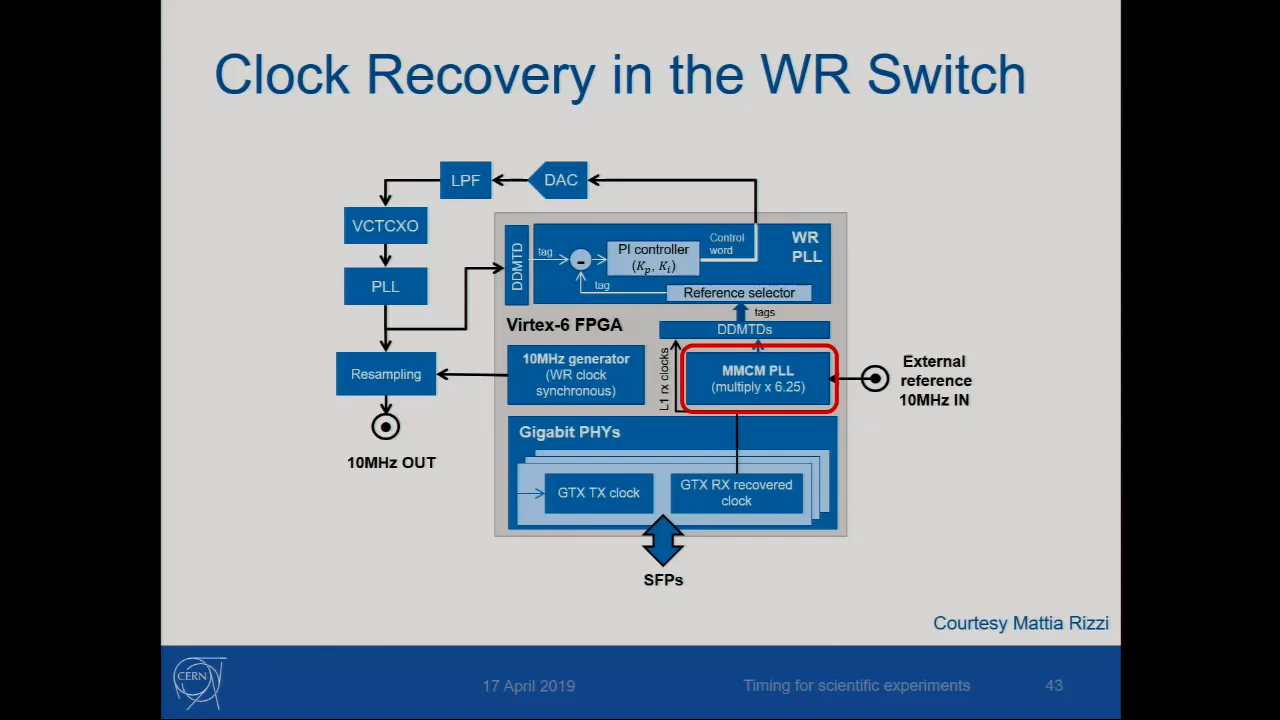 Clock Recovery in the WR Switch
LPF
DAC
VCTCXO
PLL
DDMTD
tag
-
PI controller
(Kp, Ki)
Control
word
WR
PLL
tag
Reference selector
tags
Virtex-6 FPGA
DDMTDs
10MHz generator
(WR clock
synchronous)
L1 rx clocks
MMCM PLL
(multiply x 6.25)
External
reference
10MHz IN
Resampling
10MHz OUT
Gigabit PHYs
GTX TX clock
GTX RX recovered
clock
SFPs
Courtesy Mattia Rizzi
CERN
17 April 2019
Timing for scientific experiments
43